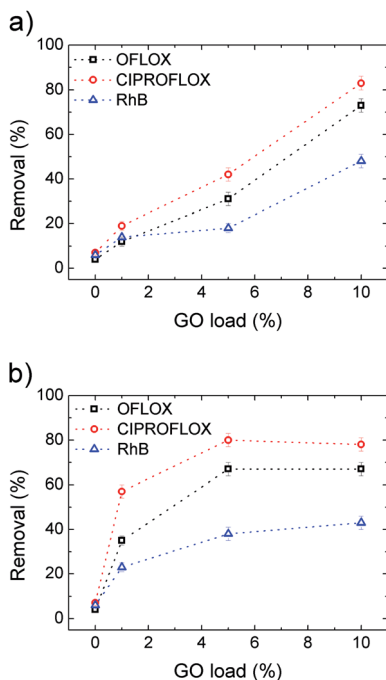 a)
100
80
60
40
20
0
Removal (%)
OFLOX
CIPROFLOX
RhB
0 2 4 6 8 10
GO load (%)
b)
100
80
60
40
20
0
Removal (%)
OFLOX
CIPROFLOX
RhB
0 2 4 6 8 10
GO load (%)